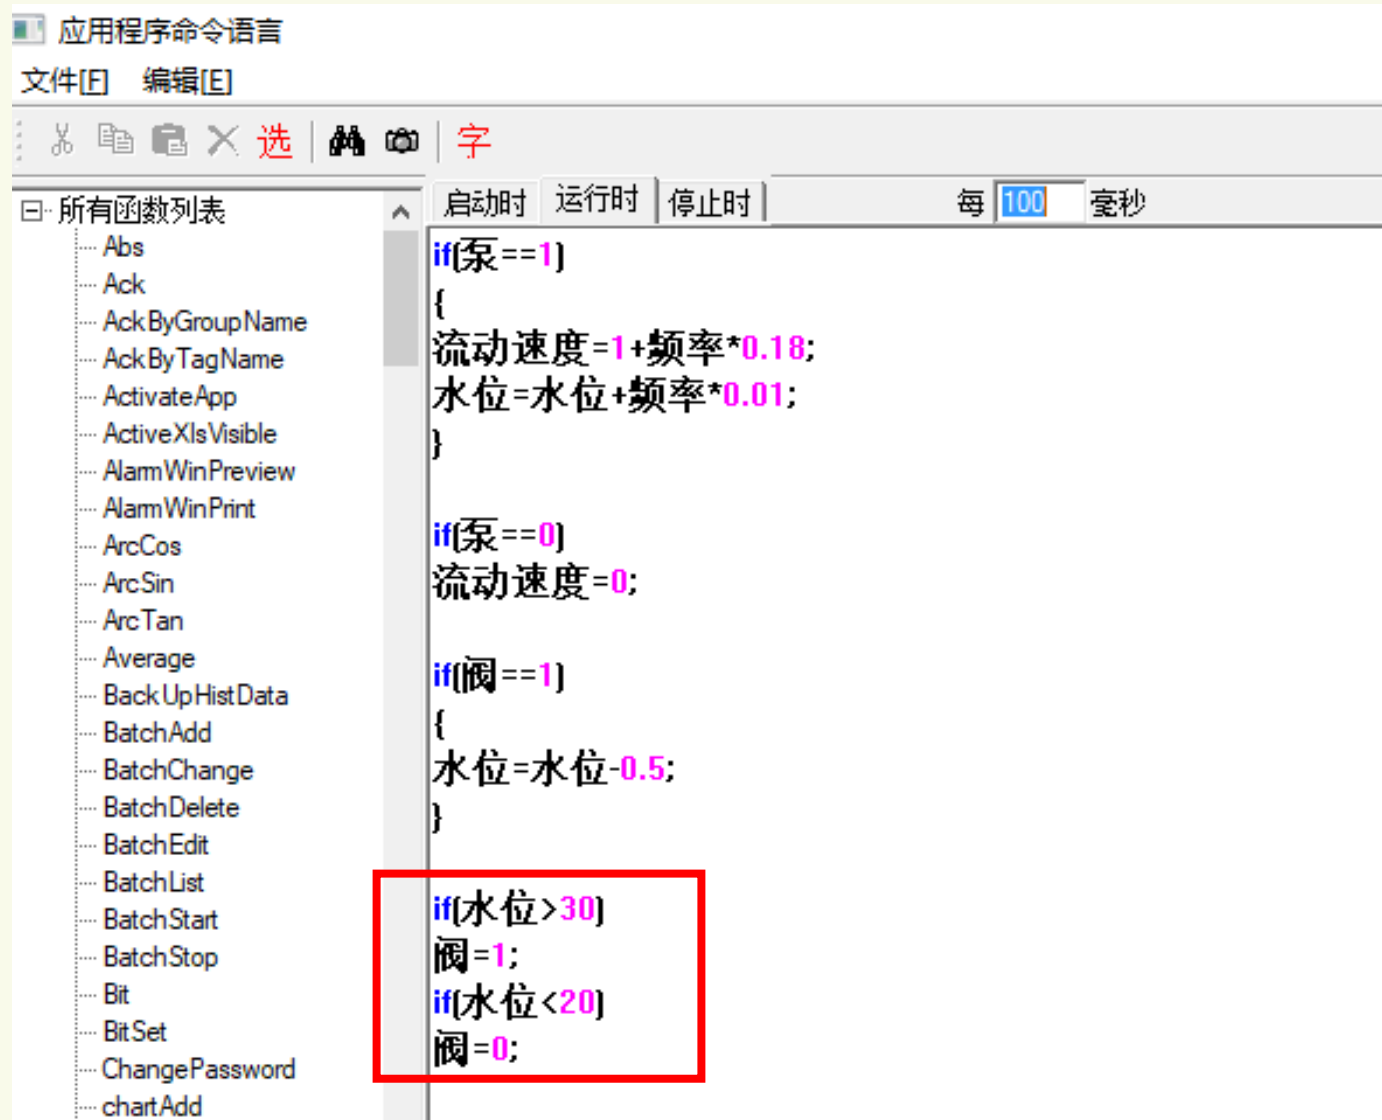 应用程序命令语言
文件[F] 编辑[E]
选 字
所有函数列表
Abs
Ack
AckByGroupName
AckByTagName
ActivateApp
ActiveXlsVisible
AlarmWinPreview
AlarmWinPrint
ArcCos
ArcSin
ArcTan
Average
BackUpHistData
BatchAdd
BatchChange
BatchDelete
BatchEdit
BatchList
BatchStart
BatchStop
Bit
BitSet
ChangePassword
chartAdd
启动时 运行时 停止时 每 100 毫秒
if(泵==1)
{
流动速度=1+频率*0.18;
水位=水位+频率*0.01;
}
if(泵==0)
流动速度=0;
if(阀==1)
{
水位=水位-0.5;
}
if(水位>30)
阀=1;
if(水位<20)
阀=0;